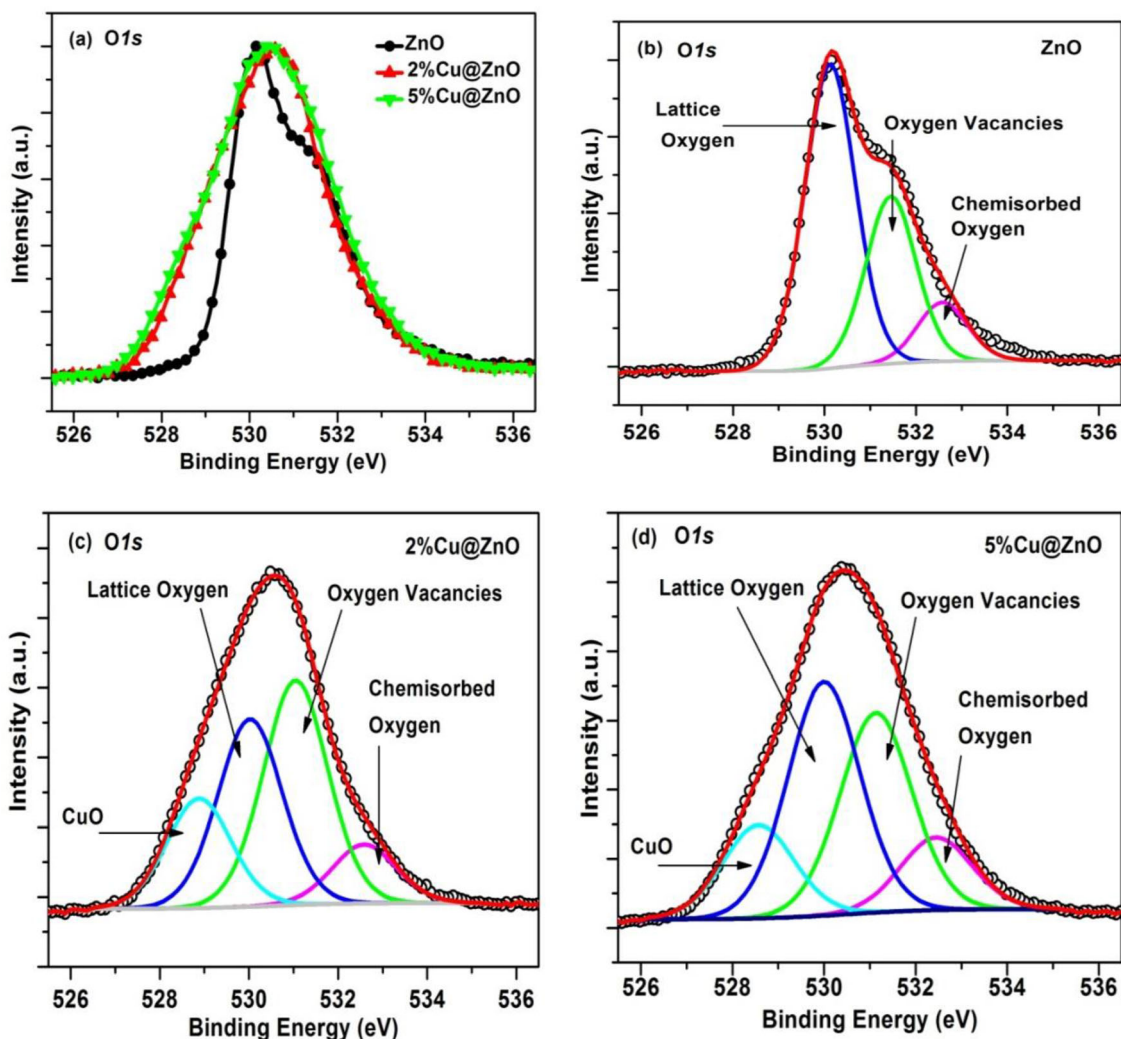 (a) O1s
ZnO
2%Cu@ZnO
5%Cu@ZnO
Intensity (a.u.)
526 528 530 532 534 536
Binding Energy (eV)
(b) O1s
ZnO
Lattice
Oxygen
Oxygen Vacancies
Chemisorbed
Oxygen
Intensity (a.u.)
526 528 530 532 534 536
Binding Energy (eV)
(c) O1s
2%Cu@ZnO
Lattice Oxygen
Oxygen Vacancies
Chemisorbed
Oxygen
CuO
Intensity (a.u.)
526 528 530 532 534 536
Binding Energy (eV)
(d) O1s
5%Cu@ZnO
Lattice Oxygen
Oxygen Vacancies
Chemisorbed
Oxygen
CuO
Intensity (a.u.)
526 528 530 532 534 536
Binding Energy (eV)